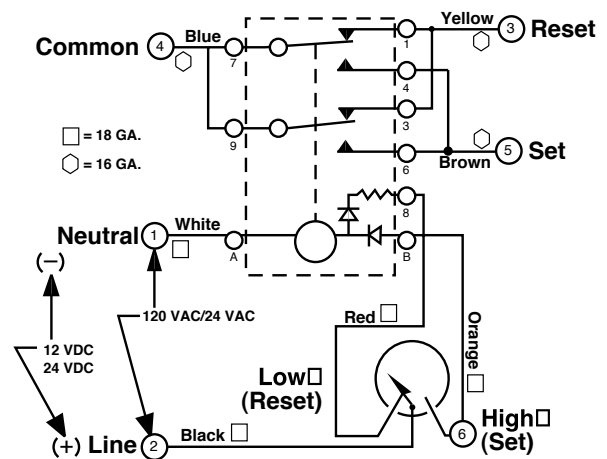 Common 4 Blue 7 1 Yellow 3 Reset
4
□ = 18 GA.
9 3
⬡ = 16 GA.
6 Brown 5 Set
8
Neutral 1 White A B
(–)
120 VAC/24 VAC
Red
Orange
12 VDC
24 VDC
Low□
(Reset)
High□
(Set)
6
(+) Line 2 Black